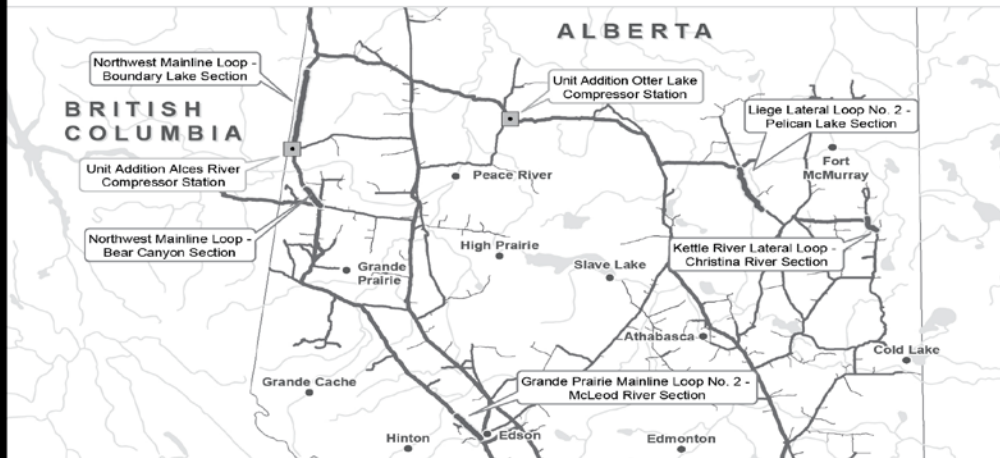 ALBERTA
Northwest Mainline Loop -
Boundary Lake Section
Unit Addition Otter Lake
Compressor Station
BRITISH
COLUMBIA
Liege Lateral Loop No. 2 -
Pelican Lake Section
Fort
McMurray
Unit Addition Alces River
Compressor Station
Peace River
Northwest Mainline Loop -
Bear Canyon Section
High Prairie
Kettle River Lateral Loop -
Christina River Section
Grande
Prairie
Slave Lake
Athabasca
Cold Lake
Grande Cache
Grande Prairie Mainline Loop No. 2 -
McLeod River Section
Hinton
Edson
Edmonton